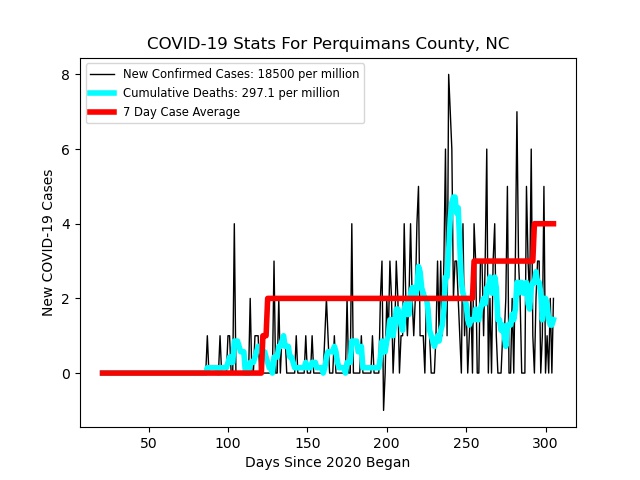 COVID-19 Stats For Perquimans County, NC
New Confirmed Cases: 18500 per million
Cumulative Deaths: 297.1 per million
7 Day Case Average
New COVID-19 Cases
8
6
4
2
0
50 100 150 200 250 300
Days Since 2020 Began